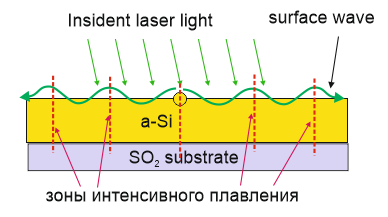 Insident laser light
surface wave
a-Si
SO₂ substrate
зоны интенсивного плавления